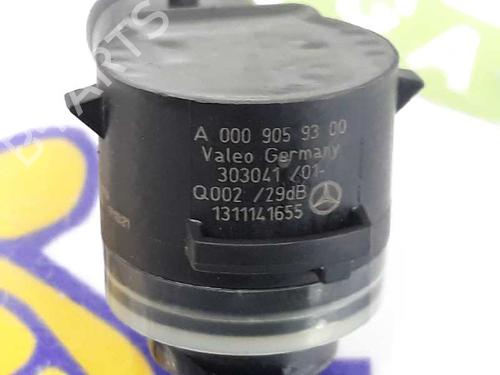 A 000 905 93 00
Valeo Germany
303041 /01-
Q002 /29dB
1311141655